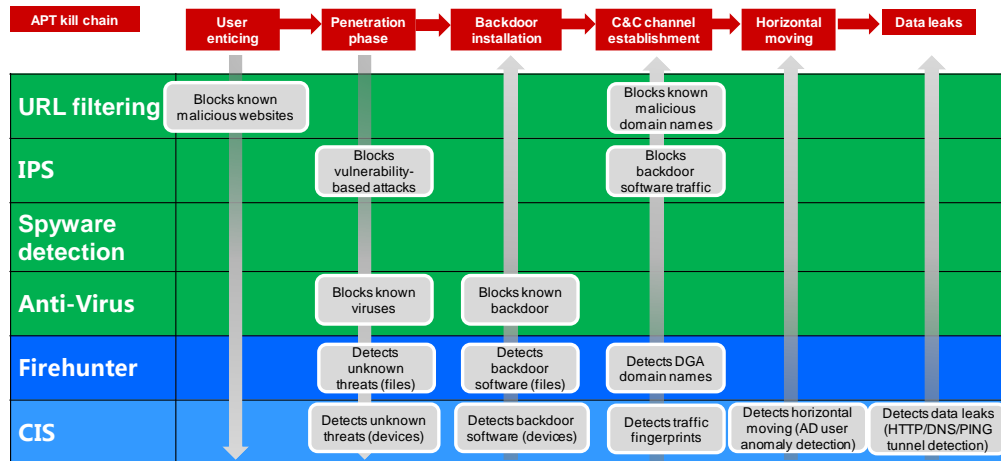 APT kill chain
User
enticing
Penetration
phase
Backdoor
installation
C&C channel
establishment
Horizontal
moving
Data leaks
URL filtering
Blocks known
malicious websites
Blocks known
malicious
domain names
IPS
Blocks
vulnerability-
based attacks
Blocks
backdoor
software traffic
Spyware
detection
Anti-Virus
Blocks known
viruses
Blocks known
backdoor
Firehunter
Detects
unknown
threats (files)
Detects
backdoor
software (files)
Detects DGA
domain names
CIS
Detects unknown
threats (devices)
Detects backdoor
software (devices)
Detects traffic
fingerprints
Detects horizontal
moving (AD user
anomaly detection)
Detects data leaks
(HTTP/DNS/PING
tunnel detection)